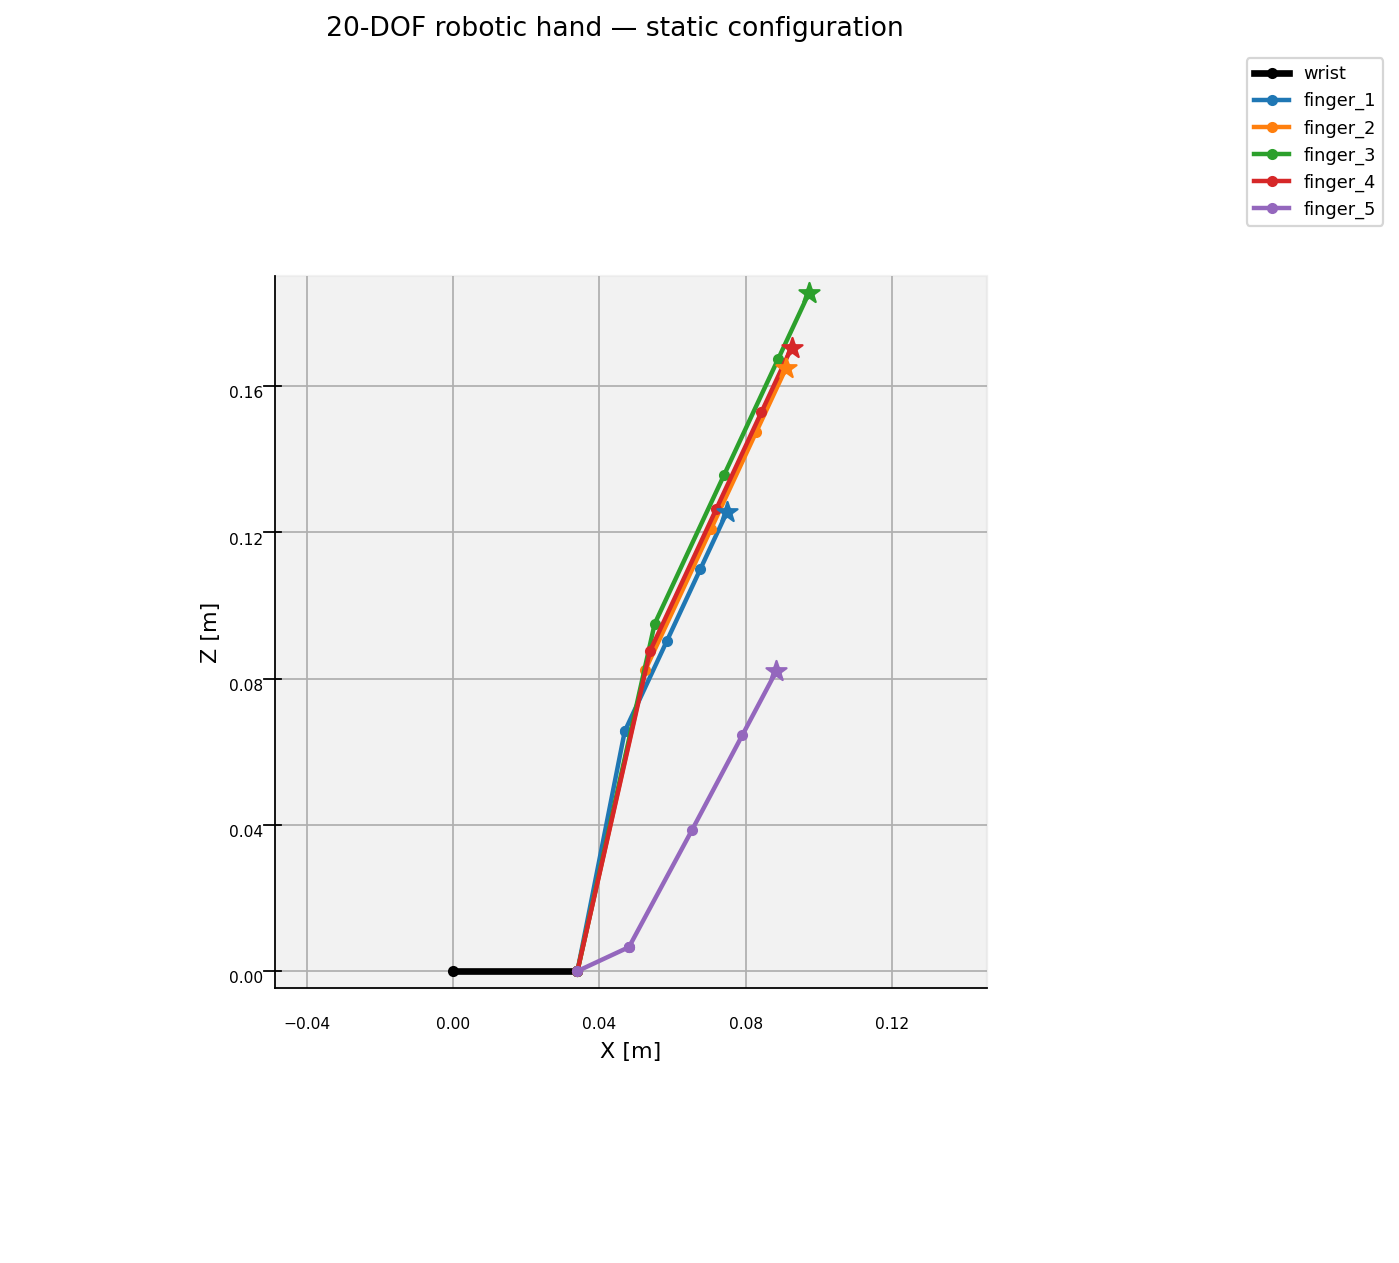 20-DOF robotic hand — static configuration
wrist
finger_1
finger_2
finger_3
finger_4
finger_5
0.16
0.12
0.08
0.04
0.00
Z [m]
−0.04
0.00
0.04
0.08
0.12
X [m]